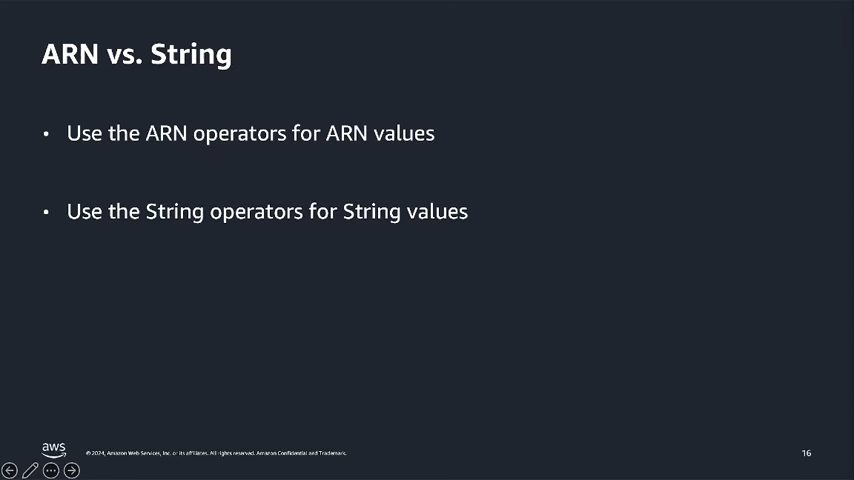 ARN vs. String
• Use the ARN operators for ARN values
• Use the String operators for String values
aws
© 2024, Amazon Web Services, Inc. or its affiliates. All rights reserved. Amazon Confidential and Trademark.
16